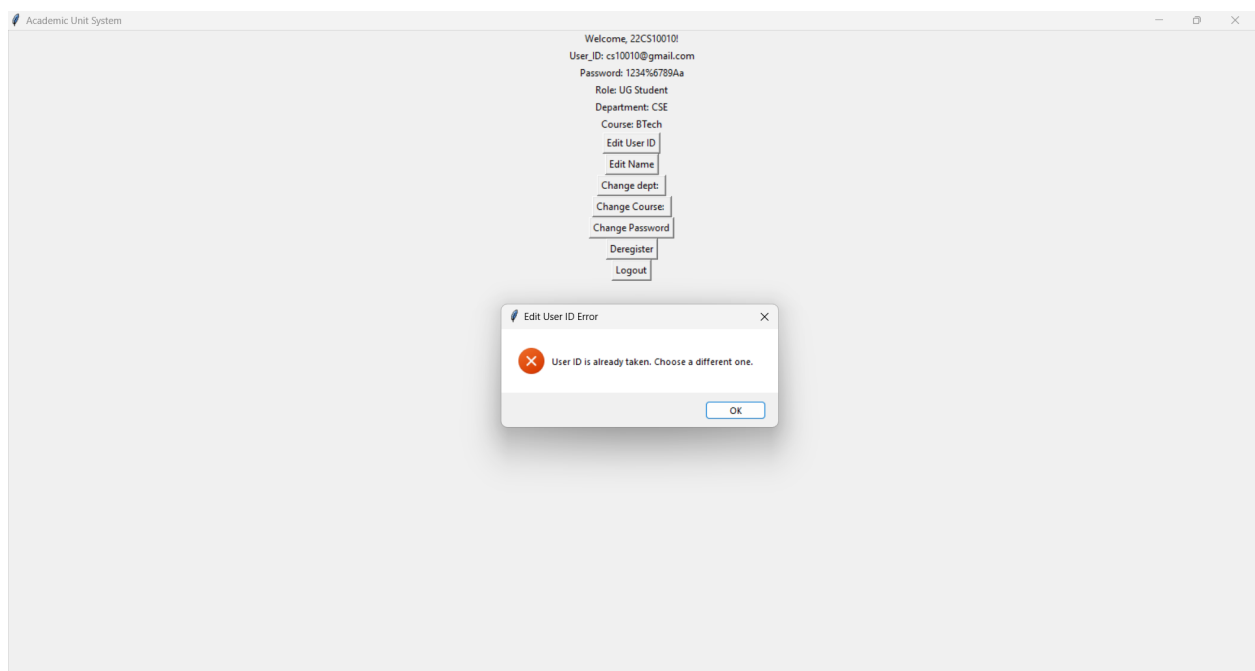 Academic Unit System
Welcome, 22CS10010!
User_ID: cs10010@gmail.com
Password: 1234%6789Aa
Role: UG Student
Department: CSE
Course: BTech
Edit User ID
Edit Name
Change dept:
Change Course:
Change Password
Deregister
Logout
Edit User ID Error
User ID is already taken. Choose a different one.
OK